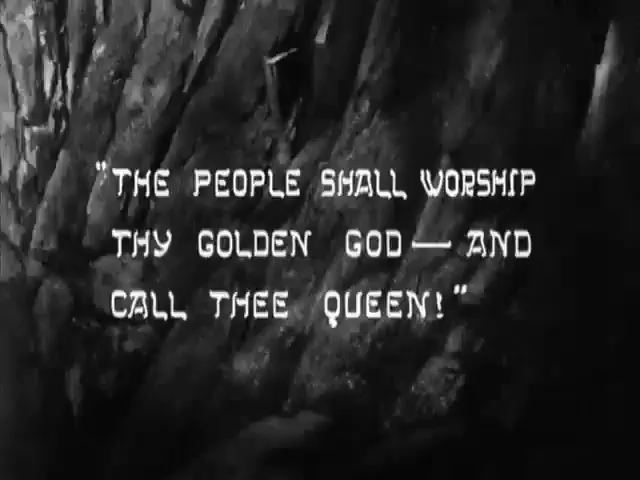 "THE PEOPLE SHALL WORSHIP
THY GOLDEN GOD — AND
CALL THEE QUEEN!"